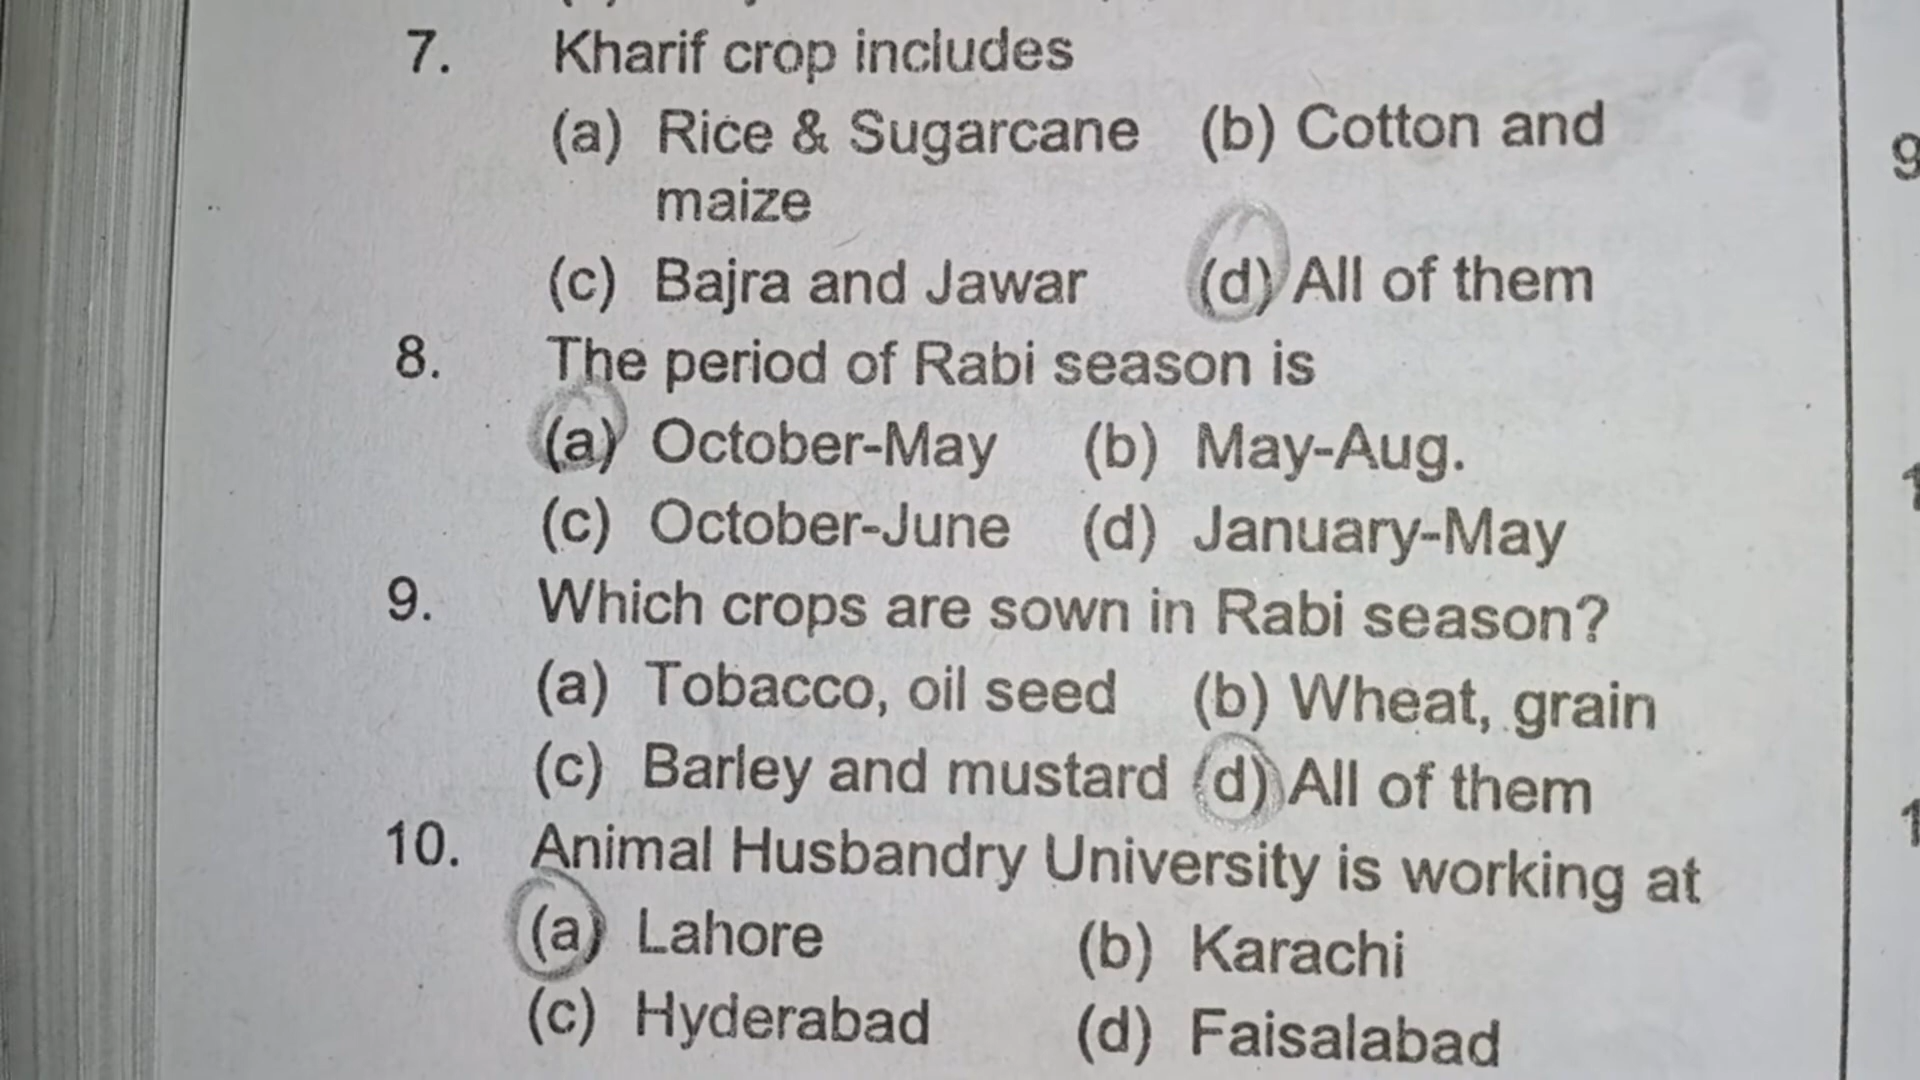 7. Kharif crop includes
(a) Rice & Sugarcane (b) Cotton and
maize
(c) Bajra and Jawar (d) All of them
8. The period of Rabi season is
(a) October-May (b) May-Aug.
(c) October-June (d) January-May
9. Which crops are sown in Rabi season?
(a) Tobacco, oil seed (b) Wheat, grain
(c) Barley and mustard (d) All of them
10. Animal Husbandry University is working at
(a) Lahore (b) Karachi
(c) Hyderabad (d) Faisalabad